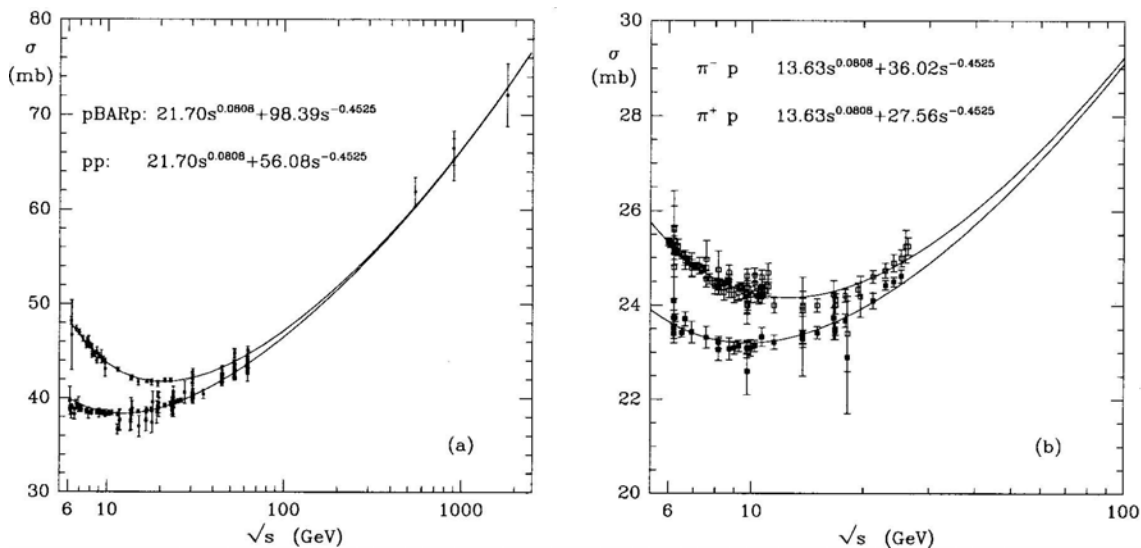 80
σ
(mb)
70
60
50
40
30
pBARp: 21.70s^0.0808+98.39s^-0.4525
pp: 21.70s^0.0808+56.08s^-0.4525
(a)
6 10 100 1000
√s (GeV)
30
σ
(mb)
28
26
24
22
20
π⁻ p 13.63s^0.0808+36.02s^-0.4525
π⁺ p 13.63s^0.0808+27.56s^-0.4525
(b)
6 10 100
√s (GeV)